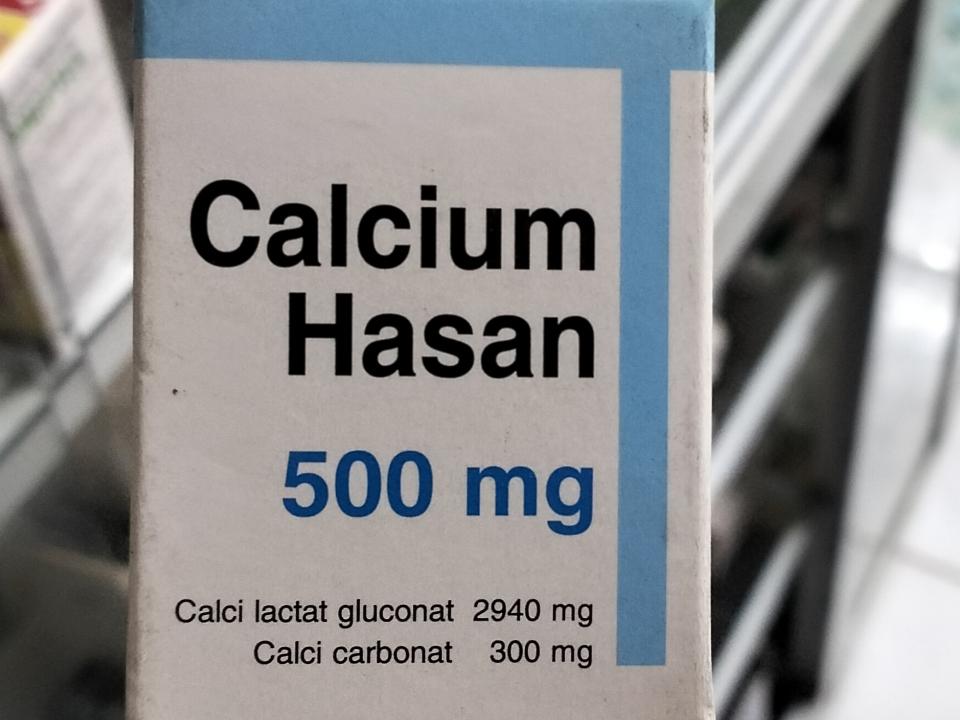 Calcium
Hasan
500 mg
Calci lactat gluconat 2940 mg
Calci carbonat 300 mg